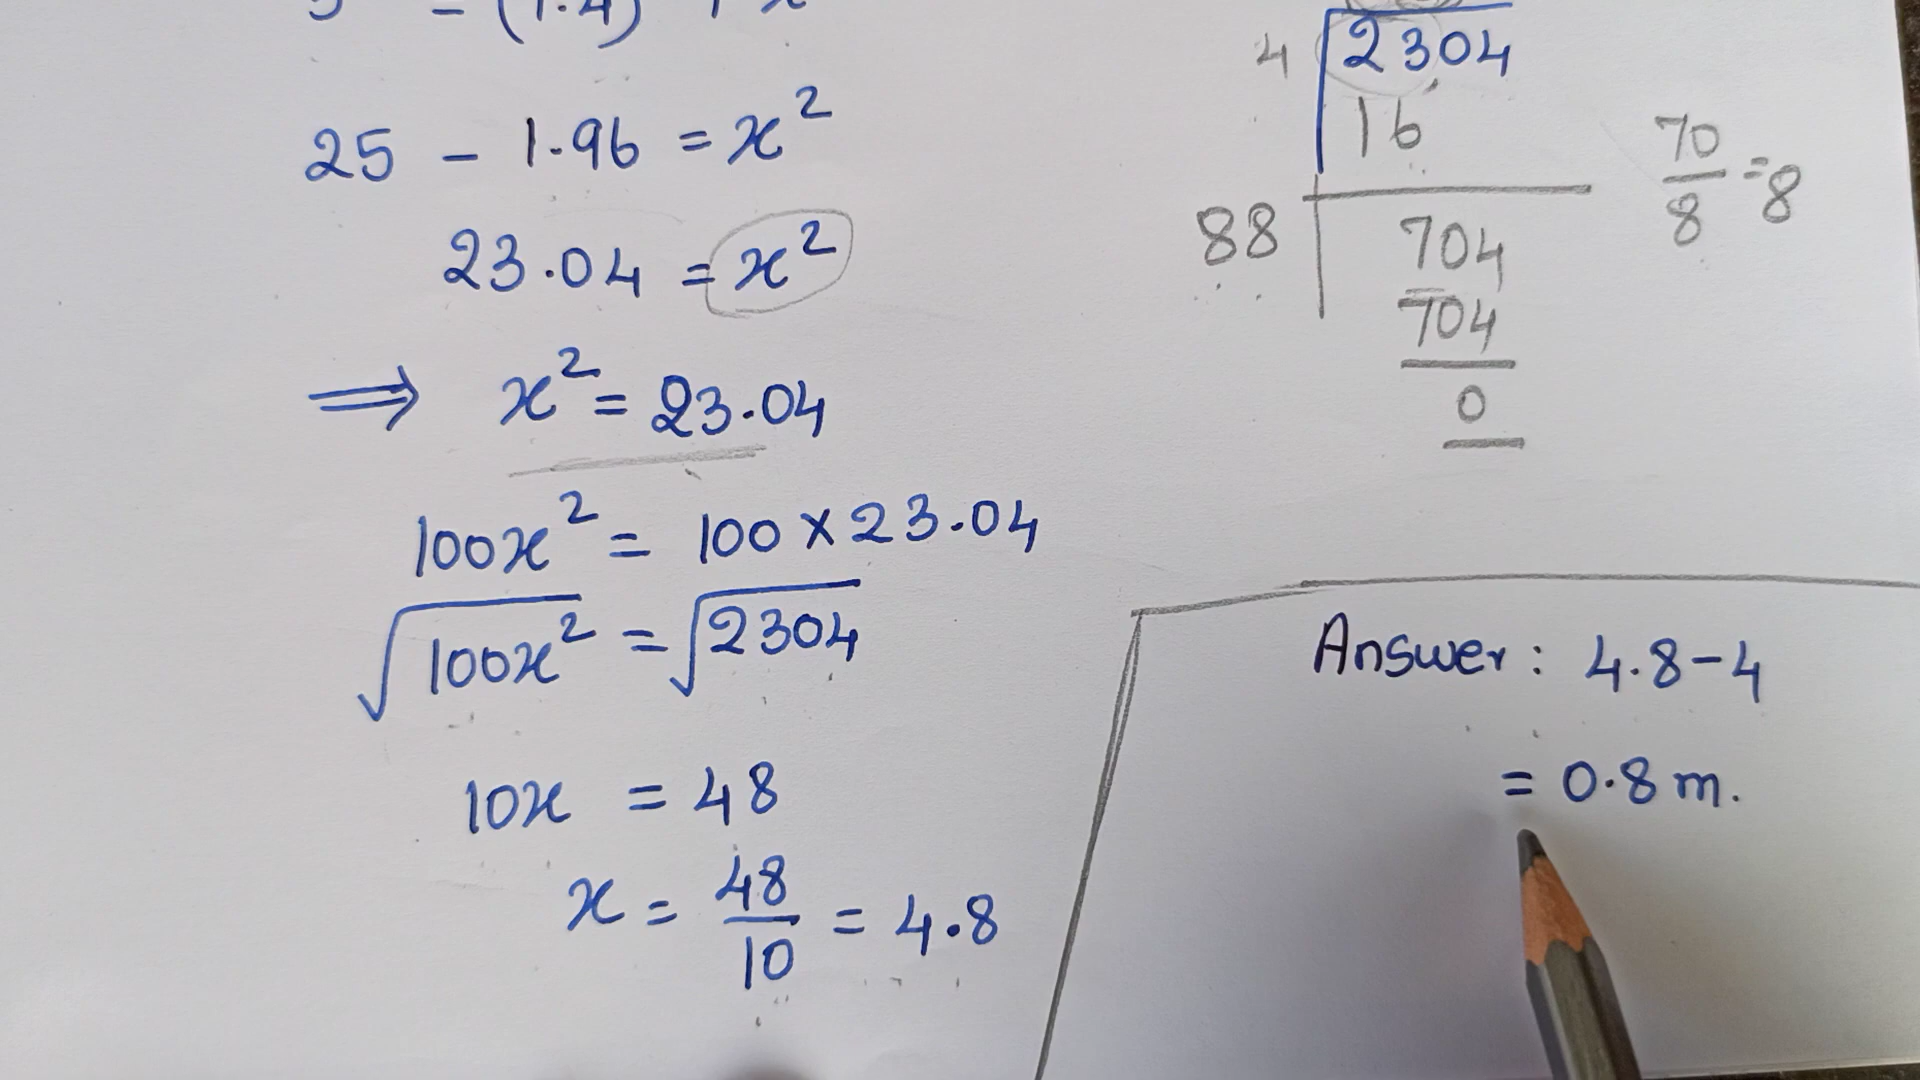 25 - 1.96 = x²
23.04 = x²
⇒ x² = 23.04
100x² = 100 × 23.04
√100x² = √2304
10x = 48
x = 48/10 = 4.8
4 2304
16
70/8 = 8
88 704
704
0
Answer: 4.8 - 4
= 0.8 m.